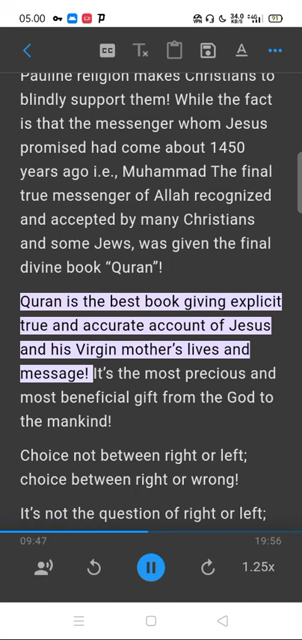 05.00
34.0
KB/S
91
CC
Pauline religion makes Christians to
blindly support them! While the fact
is that the messenger whom Jesus
promised had come about 1450
years ago i.e., Muhammad The final
true messenger of Allah recognized
and accepted by many Christians
and some Jews, was given the final
divine book “Quran”!
Quran is the best book giving explicit
true and accurate account of Jesus
and his Virgin mother’s lives and
message! It’s the most precious and
most beneficial gift from the God to
the mankind!
Choice not between right or left;
choice between right or wrong!
It’s not the question of right or left;
09:47
19:56
1.25x